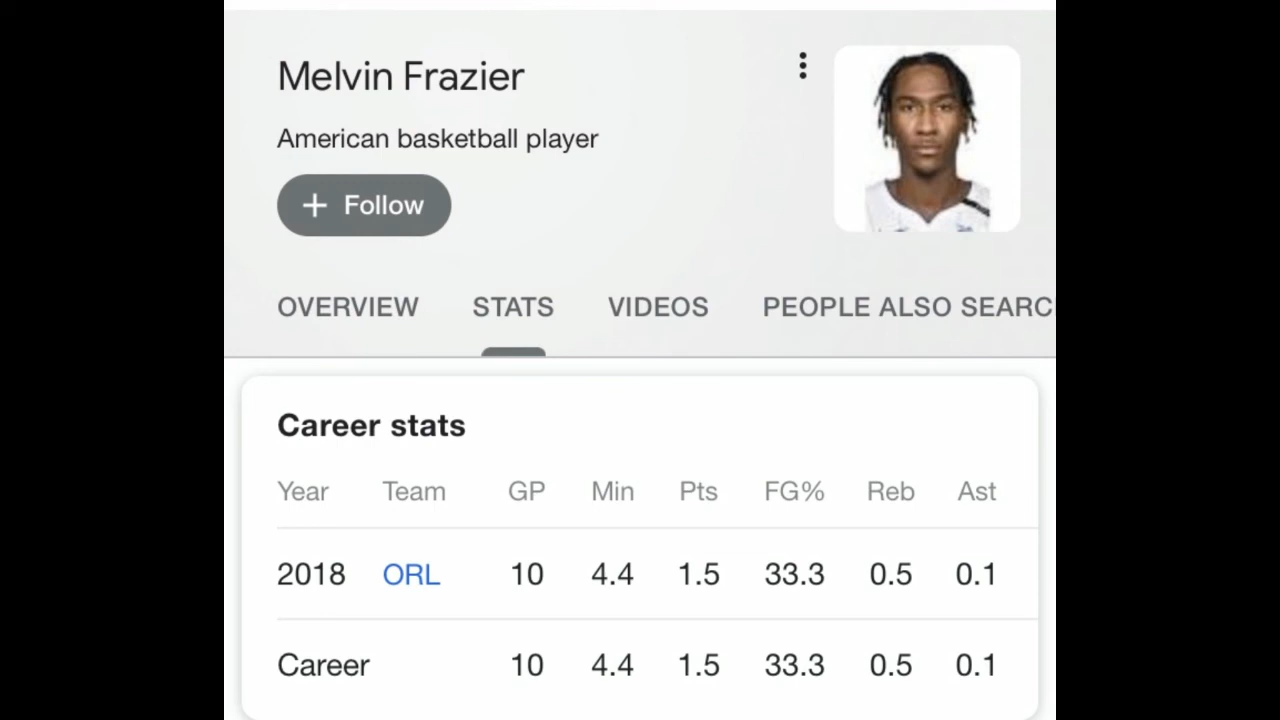 Melvin Frazier
American basketball player
+ Follow
OVERVIEW STATS VIDEOS PEOPLE ALSO SEARC
Career stats
Year Team GP Min Pts FG% Reb Ast
2018 ORL 10 4.4 1.5 33.3 0.5 0.1
Career 10 4.4 1.5 33.3 0.5 0.1